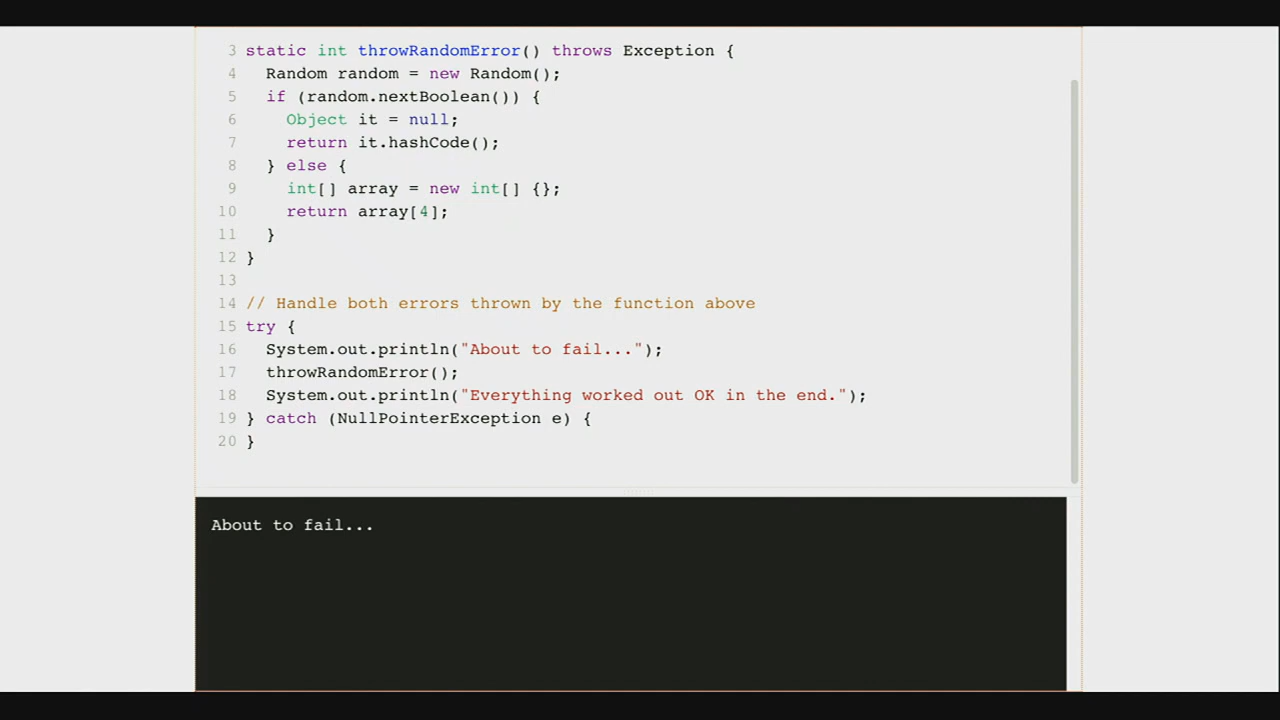 3 static int throwRandomError() throws Exception {
4 Random random = new Random();
5 if (random.nextBoolean()) {
6 Object it = null;
7 return it.hashCode();
8 } else {
9 int[] array = new int[] {};
10 return array[4];
11 }
12 }
13
14 // Handle both errors thrown by the function above
15 try {
16 System.out.println("About to fail...");
17 throwRandomError();
18 System.out.println("Everything worked out OK in the end.");
19 } catch (NullPointerException e) {
20 }
About to fail...